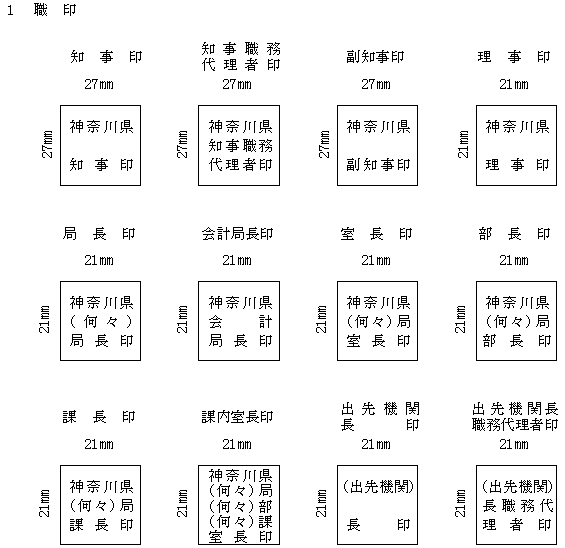 1 職印
知事印
27mm
27mm
神奈川県
知事印
知事職務
代理者印
27mm
27mm
神奈川県
知事職務
代理者印
副知事印
27mm
27mm
神奈川県
副知事印
理事印
21mm
21mm
神奈川県
理事印
局長印
21mm
21mm
神奈川県
(何々)
局長印
会計局長印
21mm
21mm
神奈川県
会計
局長印
室長印
21mm
21mm
神奈川県
(何々)局
室長印
部長印
21mm
21mm
神奈川県
(何々)局
部長印
課長印
21mm
21mm
神奈川県
(何々)局
課長印
課内室長印
21mm
21mm
神奈川県
(何々)局
(何々)部
(何々)課
室長印
出先機関
長印
21mm
21mm
(出先機関)
長印
出先機関長
職務代理者印
21mm
21mm
(出先機関)
長職務代
理者印